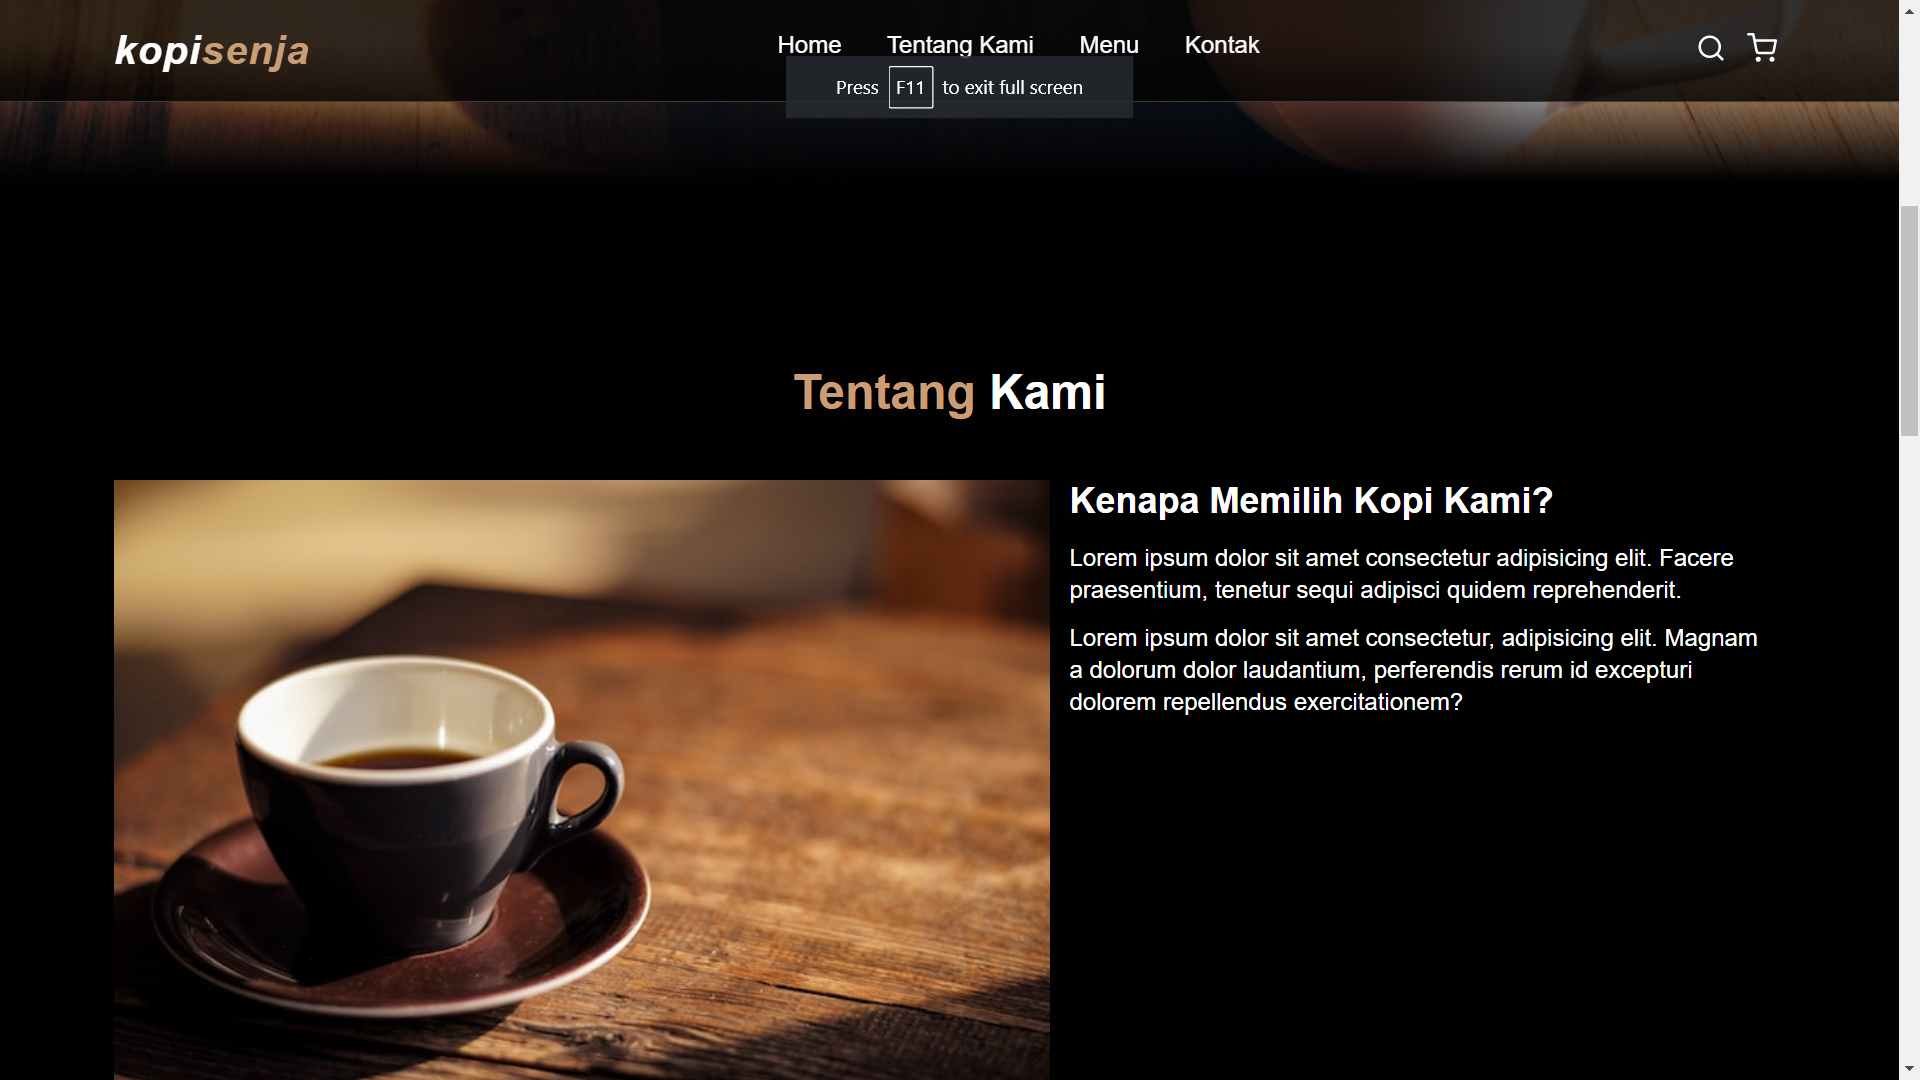 kopisenja
Home Tentang Kami Menu Kontak
Press F11 to exit full screen
Tentang Kami
Kenapa Memilih Kopi Kami?
Lorem ipsum dolor sit amet consectetur adipisicing elit. Facere
praesentium, tenetur sequi adipisci quidem reprehenderit.
Lorem ipsum dolor sit amet consectetur, adipisicing elit. Magnam
a dolorum dolor laudantium, perferendis rerum id excepturi
dolorem repellendus exercitationem?